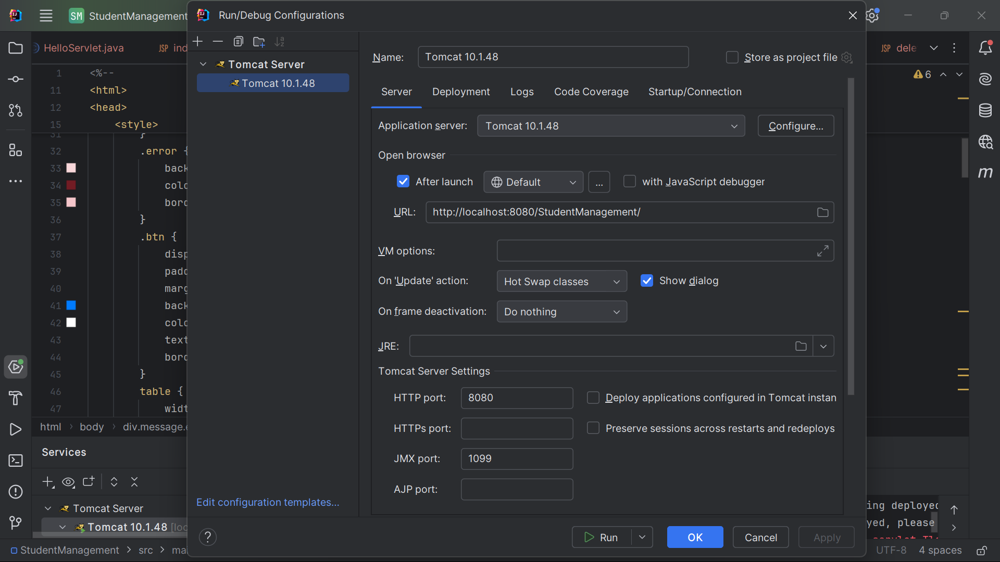 SM StudentManagement
Run/Debug Configurations
HelloServlet.java
JSP ind
JSP dele
1 <%--
11 <html>
12 <head>
15 <style>
31 }
32 .error {
33 back
34 colo
35 bord
36 }
37 .btn {
38 disp
39 padd
40 marg
41 back
42 colo
43 text
44 bord
45 }
46 table {
47 widt
html > body > div.message.e
6
Tomcat Server
Tomcat 10.1.48
Edit configuration templates...
Name: Tomcat 10.1.48
Store as project file
Server Deployment Logs Code Coverage Startup/Connection
Application server: Tomcat 10.1.48 Configure...
Open browser
After launch Default ... with JavaScript debugger
URL: http://localhost:8080/StudentManagement/
VM options:
On 'Update' action: Hot Swap classes Show dialog
On frame deactivation: Do nothing
JRE:
Tomcat Server Settings
HTTP port: 8080 Deploy applications configured in Tomcat instan
HTTPs port: Preserve sessions across restarts and redeploys
JMX port: 1099
AJP port:
? Run OK Cancel Apply
Services
Tomcat Server
Tomcat 10.1.48 [loc
ing deployed
yed, please
StudentManagement > src > ma
UTF-8 4 spaces